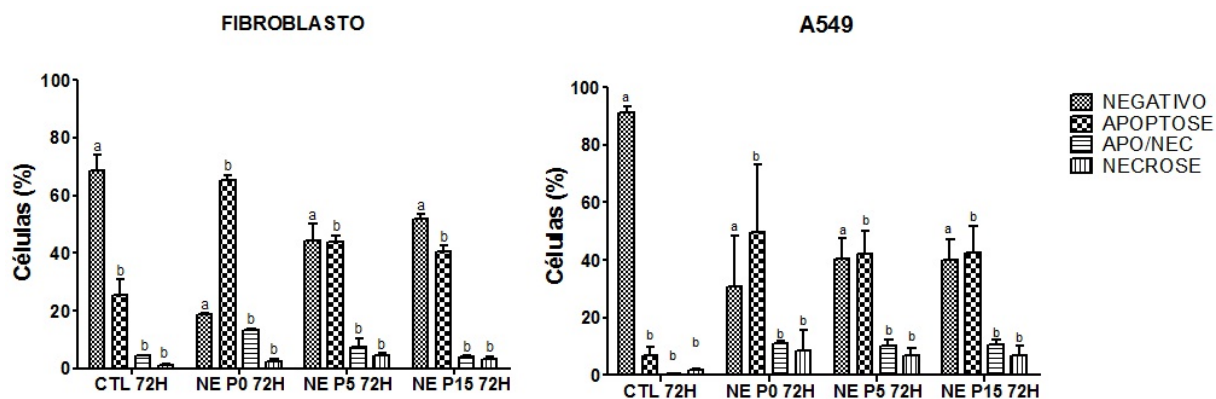 FIBROBLASTO
Células (%)
100
80
60
40
20
0
a
b
b
b
a
b
b
b
a
b
b
b
a
b
b
b
CTL 72H NE P0 72H NE P5 72H NE P15 72H
A549
Células (%)
100
80
60
40
20
0
a
b
b
b
a
b
b
b
a
b
b
b
a
b
b
b
CTL 72H NE P0 72H NE P5 72H NE P15 72H
NEGATIVO
APOPTOSE
APO/NEC
NECROSE